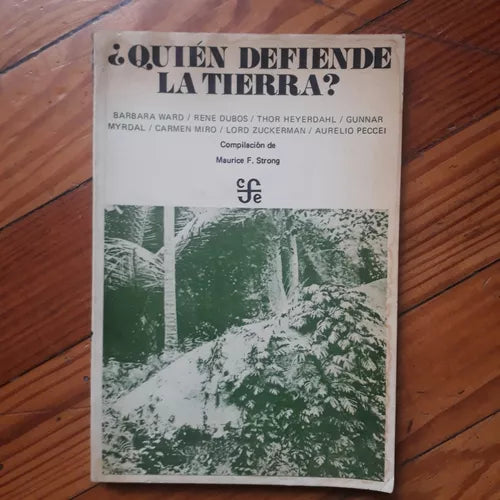 ¿QUIÉN DEFIENDE
LA TIERRA?
BARBARA WARD / RENE DUBOS / THOR HEYERDAHL / GUNNAR
MYRDAL / CARMEN MIRO / LORD ZUCKERMAN / AURELIO PECCEI
Compilación de
Maurice F. Strong
cfe